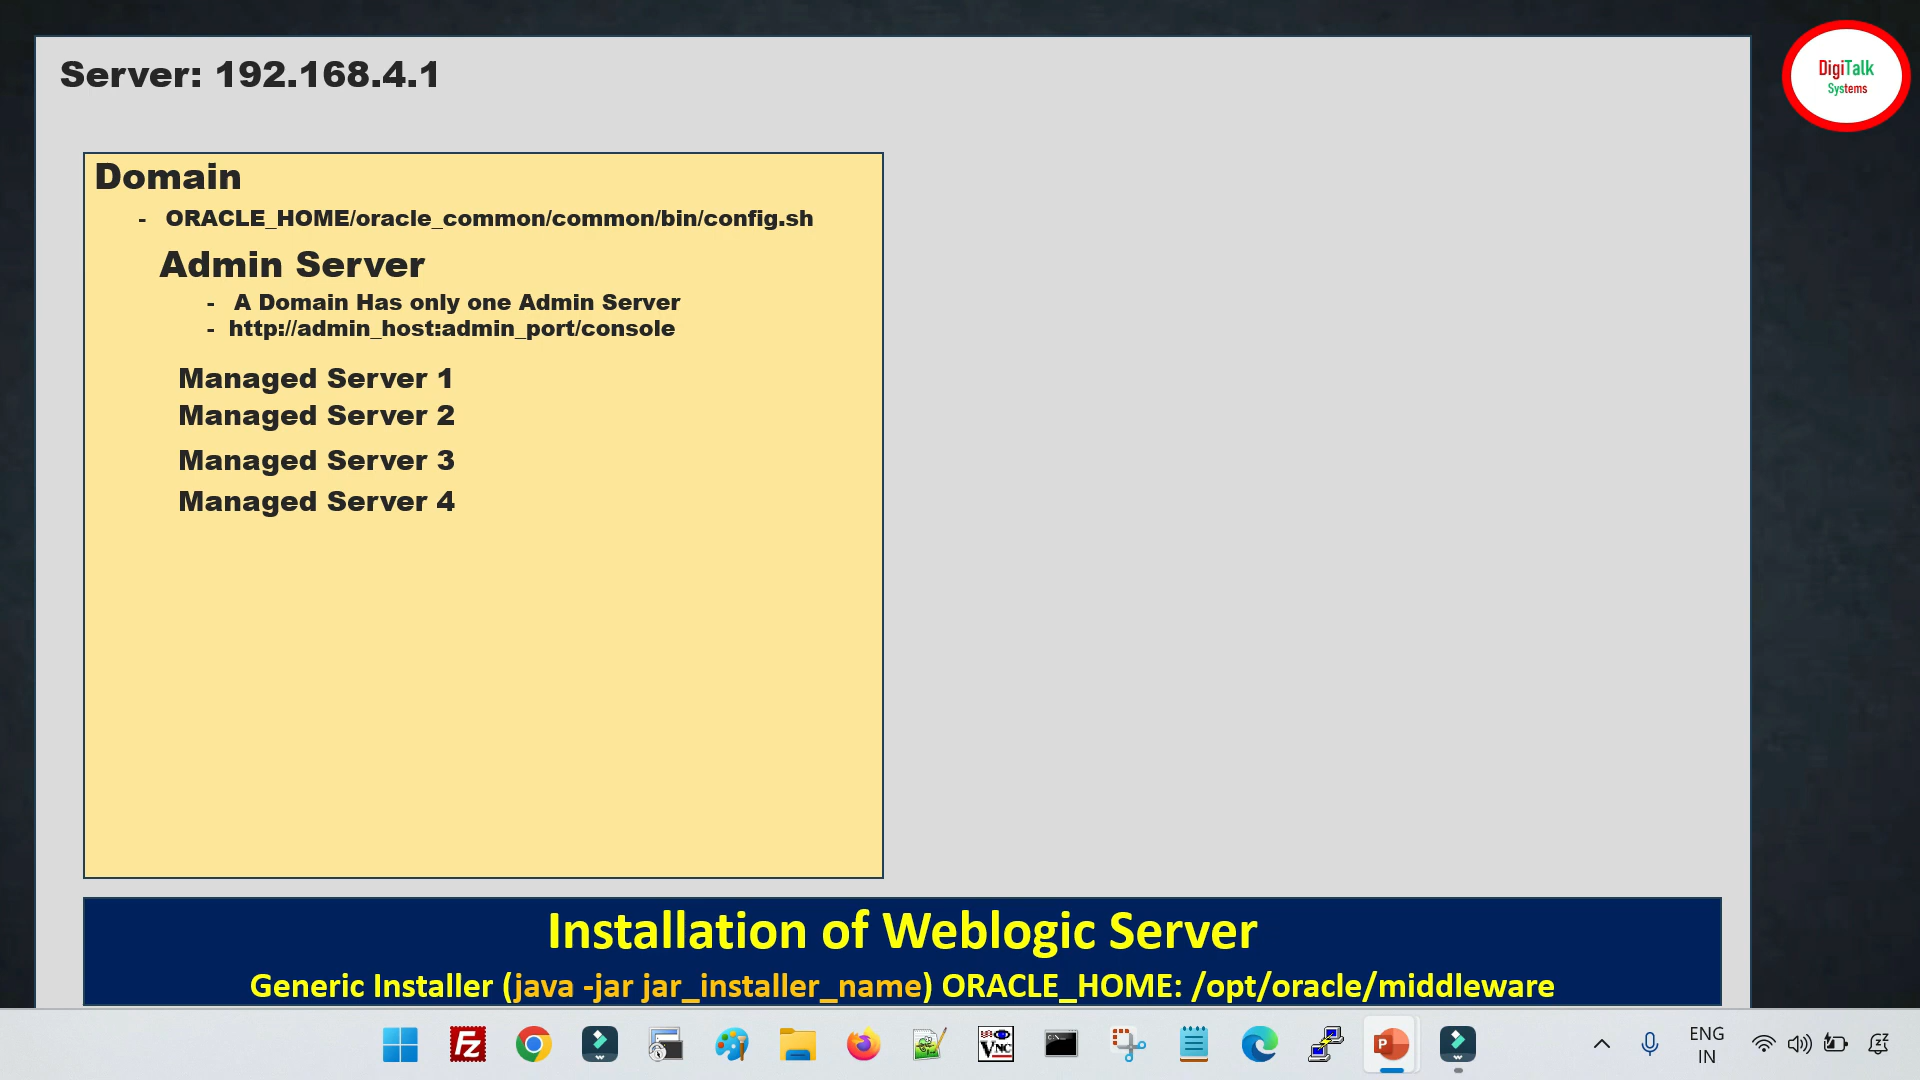 Server: 192.168.4.1
DigiTalk
Systems
Domain
- ORACLE_HOME/oracle_common/common/bin/config.sh
Admin Server
- A Domain Has only one Admin Server
- http://admin_host:admin_port/console
Managed Server 1
Managed Server 2
Managed Server 3
Managed Server 4
Installation of Weblogic Server
Generic Installer (java -jar jar_installer_name) ORACLE_HOME: /opt/oracle/middleware
ENG
IN